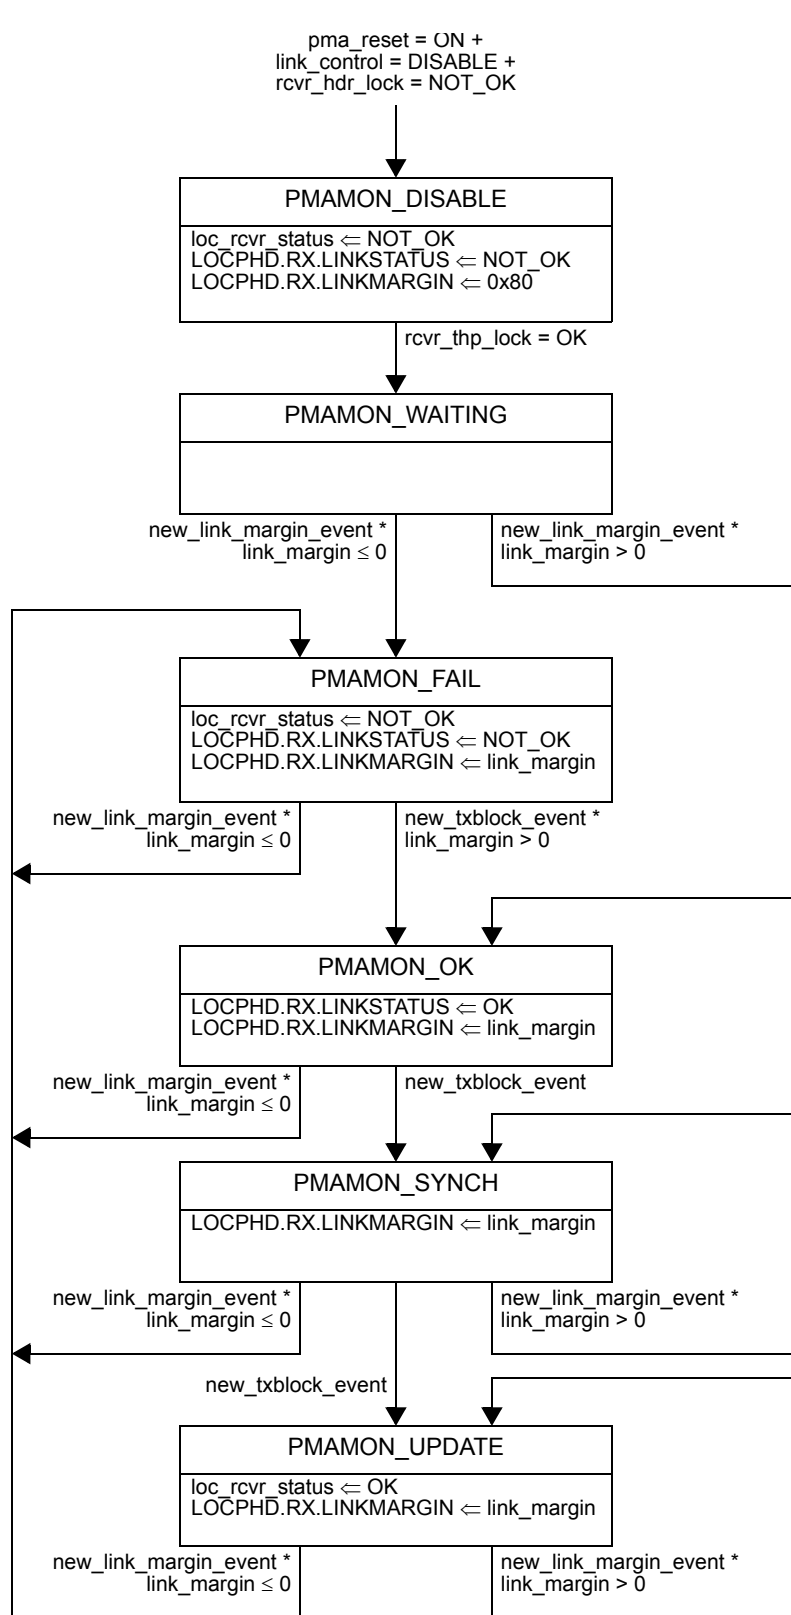 pma_reset = ON +
link_control = DISABLE +
rcvr_hdr_lock = NOT_OK
PMAMON_DISABLE
loc_rcvr_status ⇐ NOT_OK
LOCPHD.RX.LINKSTATUS ⇐ NOT_OK
LOCPHD.RX.LINKMARGIN ⇐ 0x80
rcvr_thp_lock = OK
PMAMON_WAITING
new_link_margin_event *
link_margin ≤ 0
new_link_margin_event *
link_margin > 0
PMAMON_FAIL
loc_rcvr_status ⇐ NOT_OK
LOCPHD.RX.LINKSTATUS ⇐ NOT_OK
LOCPHD.RX.LINKMARGIN ⇐ link_margin
new_link_margin_event *
link_margin ≤ 0
new_txblock_event *
link_margin > 0
PMAMON_OK
LOCPHD.RX.LINKSTATUS ⇐ OK
LOCPHD.RX.LINKMARGIN ⇐ link_margin
new_link_margin_event *
link_margin ≤ 0
new_txblock_event
PMAMON_SYNCH
LOCPHD.RX.LINKMARGIN ⇐ link_margin
new_link_margin_event *
link_margin ≤ 0
new_link_margin_event *
link_margin > 0
new_txblock_event
PMAMON_UPDATE
loc_rcvr_status ⇐ OK
LOCPHD.RX.LINKMARGIN ⇐ link_margin
new_link_margin_event *
link_margin ≤ 0
new_link_margin_event *
link_margin > 0